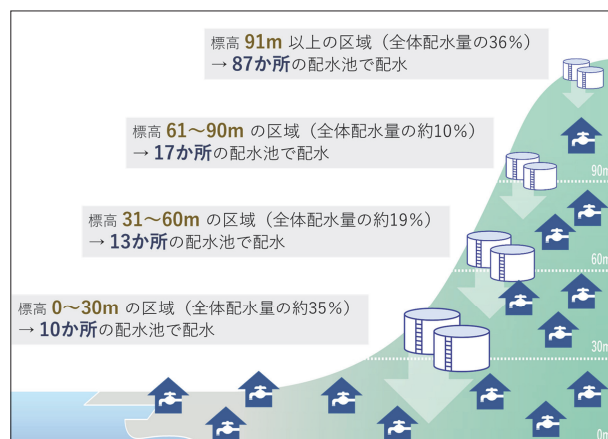 標高 91m 以上の区域（全体配水量の36%）
→ 87か所の配水池で配水
標高 61～90m の区域（全体配水量の約10%）
→ 17か所の配水池で配水
90m
標高 31～60m の区域（全体配水量の約19%）
→ 13か所の配水池で配水
60m
標高 0～30m の区域（全体配水量の約35%）
→ 10か所の配水池で配水
30m
0m